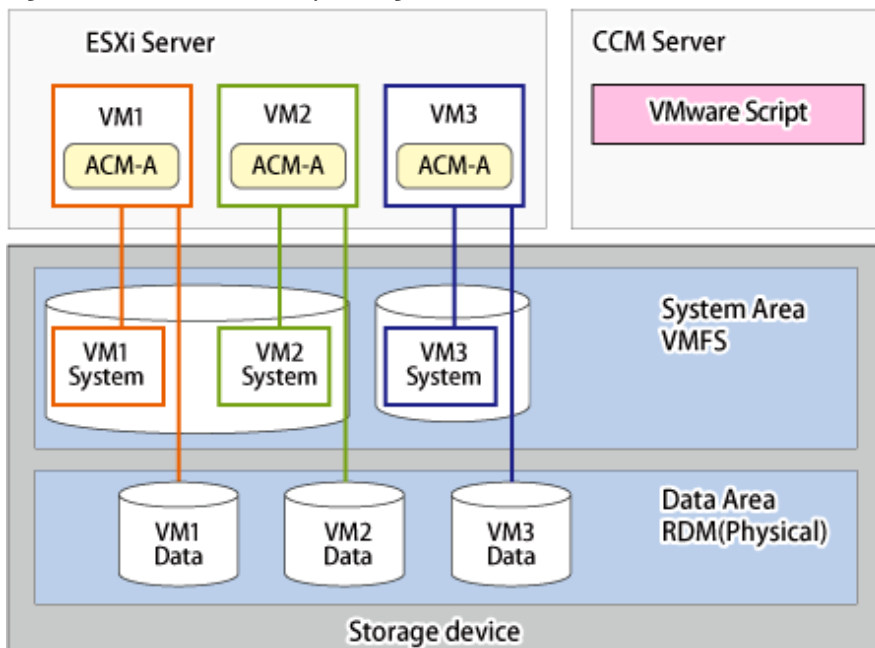 ESXi Server
CCM Server
VM1
VM2
VM3
VMware Script
ACM-A
ACM-A
ACM-A
System Area
VMFS
VM1
System
VM2
System
VM3
System
Data Area
RDM(Physical)
VM1
Data
VM2
Data
VM3
Data
Storage device